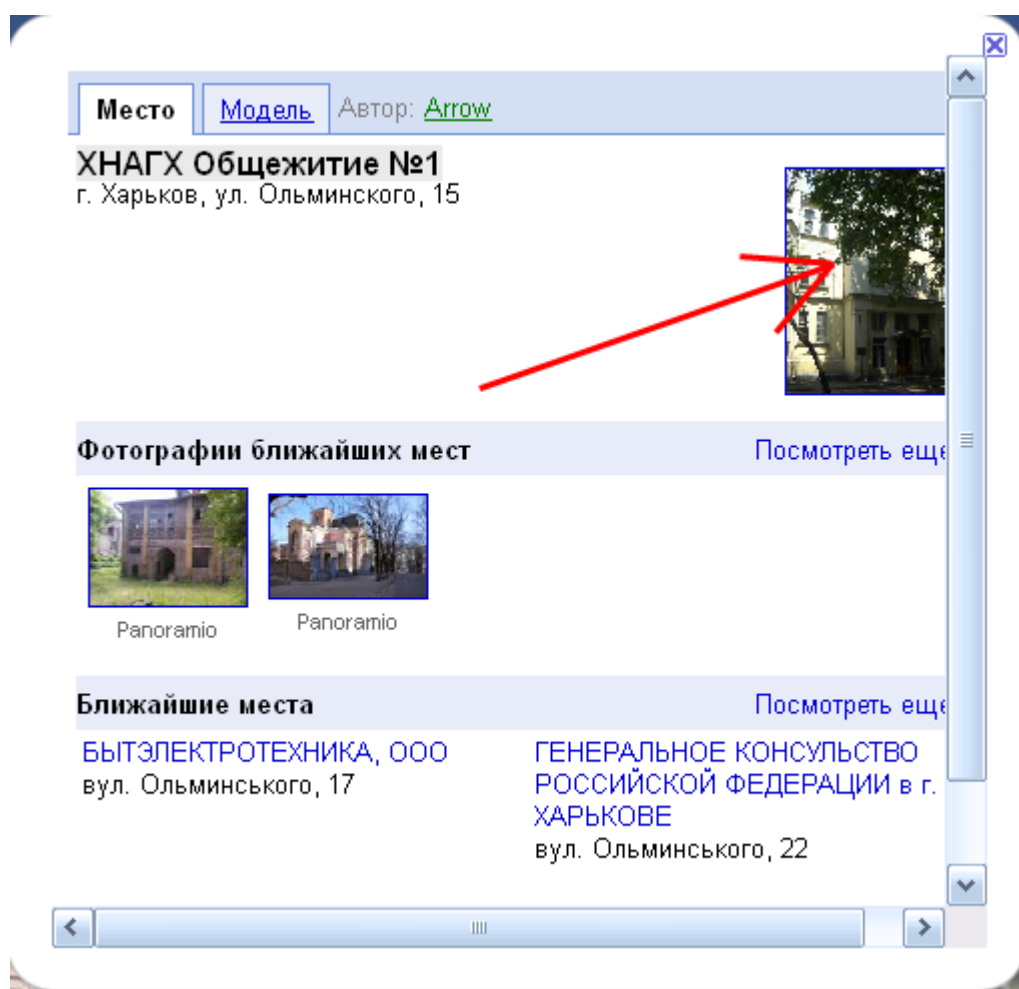 Место Модель Автор: Arrow
ХНАГХ Общежитие №1
г. Харьков, ул. Ольминского, 15
Фотографии ближайших мест Посмотреть еще
Panoramio Panoramio
Ближайшие места Посмотреть еще
БЫТЭЛЕКТРОТЕХНИКА, ООО
вул. Ольминського, 17
ГЕНЕРАЛЬНОЕ КОНСУЛЬСТВО
РОССИЙСКОЙ ФЕДЕРАЦИИ в г.
ХАРЬКОВЕ
вул. Ольминського, 22